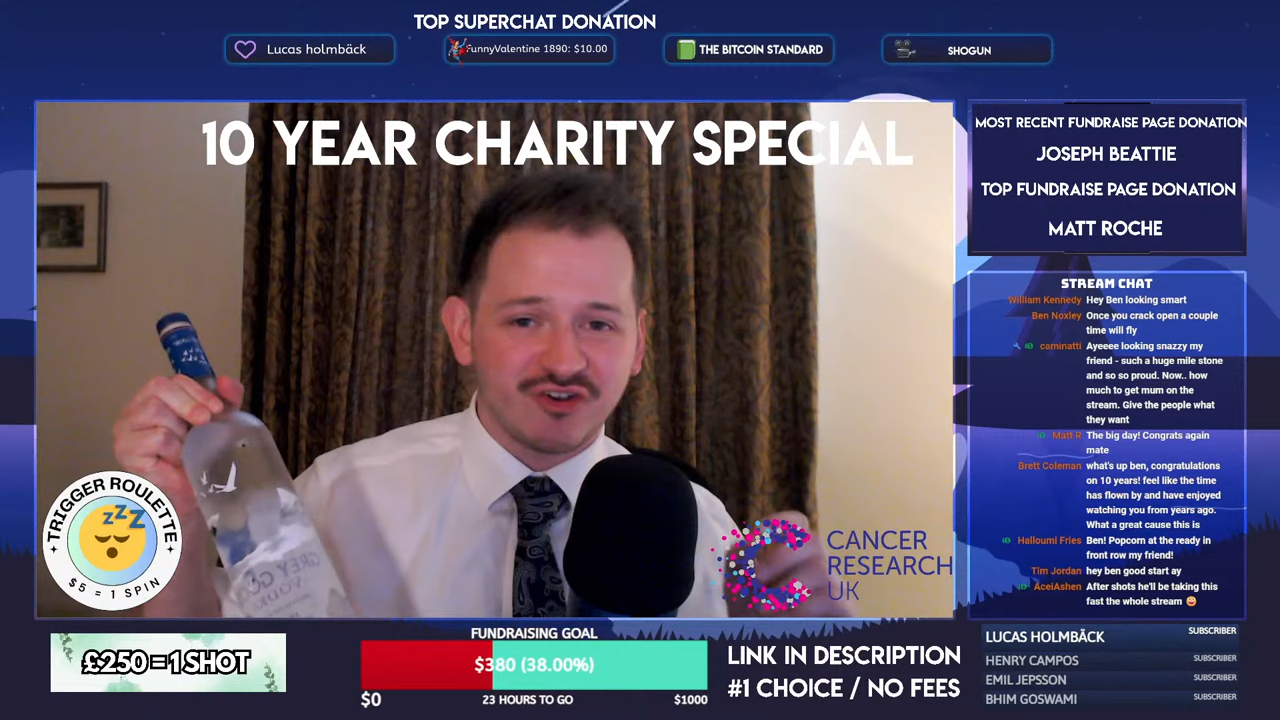 TOP SUPERCHAT DONATION
Lucas holmbäck
FunnyValentine 1890: $10.00
THE BITCOIN STANDARD
SHOGUN
10 YEAR CHARITY SPECIAL
MOST RECENT FUNDRAISE PAGE DONATION
JOSEPH BEATTIE
TOP FUNDRAISE PAGE DONATION
MATT ROCHE
STREAM CHAT
William Kennedy Hey Ben looking smart
Ben Noxley Once you crack open a couple
time will fly
caminatti Ayeeee looking snazzy my
friend - such a huge mile stone
and so so proud. Now.. how
much to get mum on the
stream. Give the people what
they want
Matt R The big day! Congrats again
mate
Brett Coleman what's up ben, congratulations
on 10 years! feel like the time
has flown by and have enjoyed
watching you from years ago.
What a great cause this is
Halloumi Fries Ben! Popcorn at the ready in
front row my friend!
Tim Jordan hey ben good start ay
AceiAshen After shots he'll be taking this
fast the whole stream
TRIGGER ROULETTE
zzz
$5 = 1 SPIN
GREY GO
VODK
CANCER
RESEARCH
UK
£250 = 1 SHOT
FUNDRAISING GOAL
$380 (38.00%)
$0
23 HOURS TO GO
$1000
LINK IN DESCRIPTION
#1 CHOICE / NO FEES
LUCAS HOLMBÄCK SUBSCRIBER
HENRY CAMPOS SUBSCRIBER
EMIL JEPSSON SUBSCRIBER
BHIM GOSWAMI SUBSCRIBER